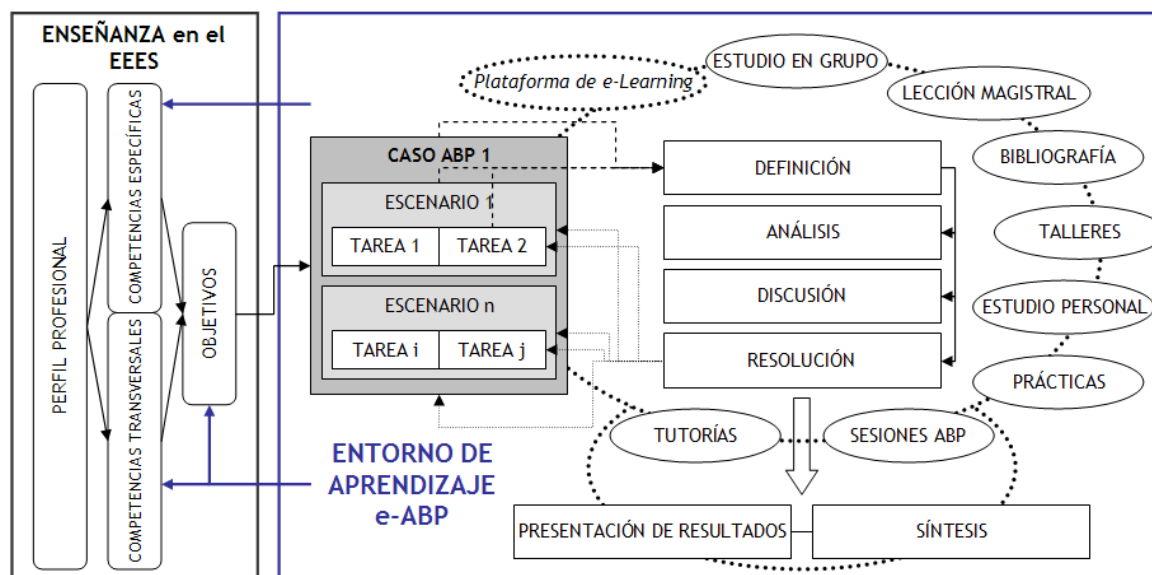 ENSEÑANZA en el
EEES
PERFIL PROFESIONAL
COMPETENCIAS ESPECÍFICAS
COMPETENCIAS TRANSVERSALES
OBJETIVOS
Plataforma de e-Learning
ESTUDIO EN GRUPO
LECCIÓN MAGISTRAL
BIBLIOGRAFÍA
TALLERES
ESTUDIO PERSONAL
PRÁCTICAS
SESIONES ABP
TUTORÍAS
CASO ABP 1
ESCENARIO 1
TAREA 1
TAREA 2
ESCENARIO n
TAREA i
TAREA j
DEFINICIÓN
ANÁLISIS
DISCUSIÓN
RESOLUCIÓN
ENTORNO DE
APRENDIZAJE
e-ABP
PRESENTACIÓN DE RESULTADOS
SÍNTESIS